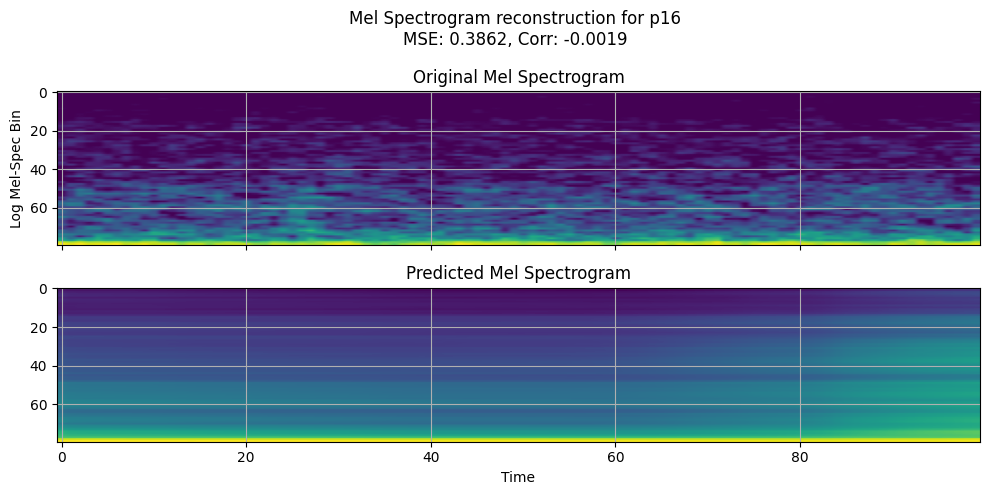 Mel Spectrogram reconstruction for p16
MSE: 0.3862, Corr: -0.0019
Original Mel Spectrogram
0
20
40
60
Log Mel-Spec Bin
Predicted Mel Spectrogram
0
20
40
60
0 20 40 60 80
Time